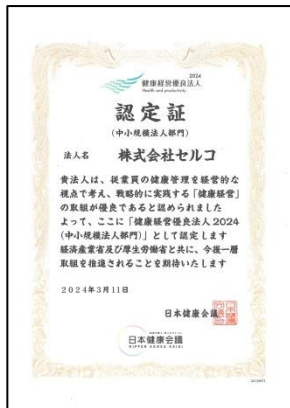 2024
健康経営優良法人
Health and productivity
認定証
(中小規模法人部門)
法人名 株式会社セルコ
貴法人は、従業員の健康管理を経営的な
視点で考え、戦略的に実践する「健康経営」
の取組が優良であると認められました
よって、ここに「健康経営優良法人2024
(中小規模法人部門)」として認定します
経済産業省及び厚生労働省と共に、今後一層
取組を推進されることを期待いたします
2024年3月11日
日本健康会議
日本健康会議
NIPPON KENKO KAIGI